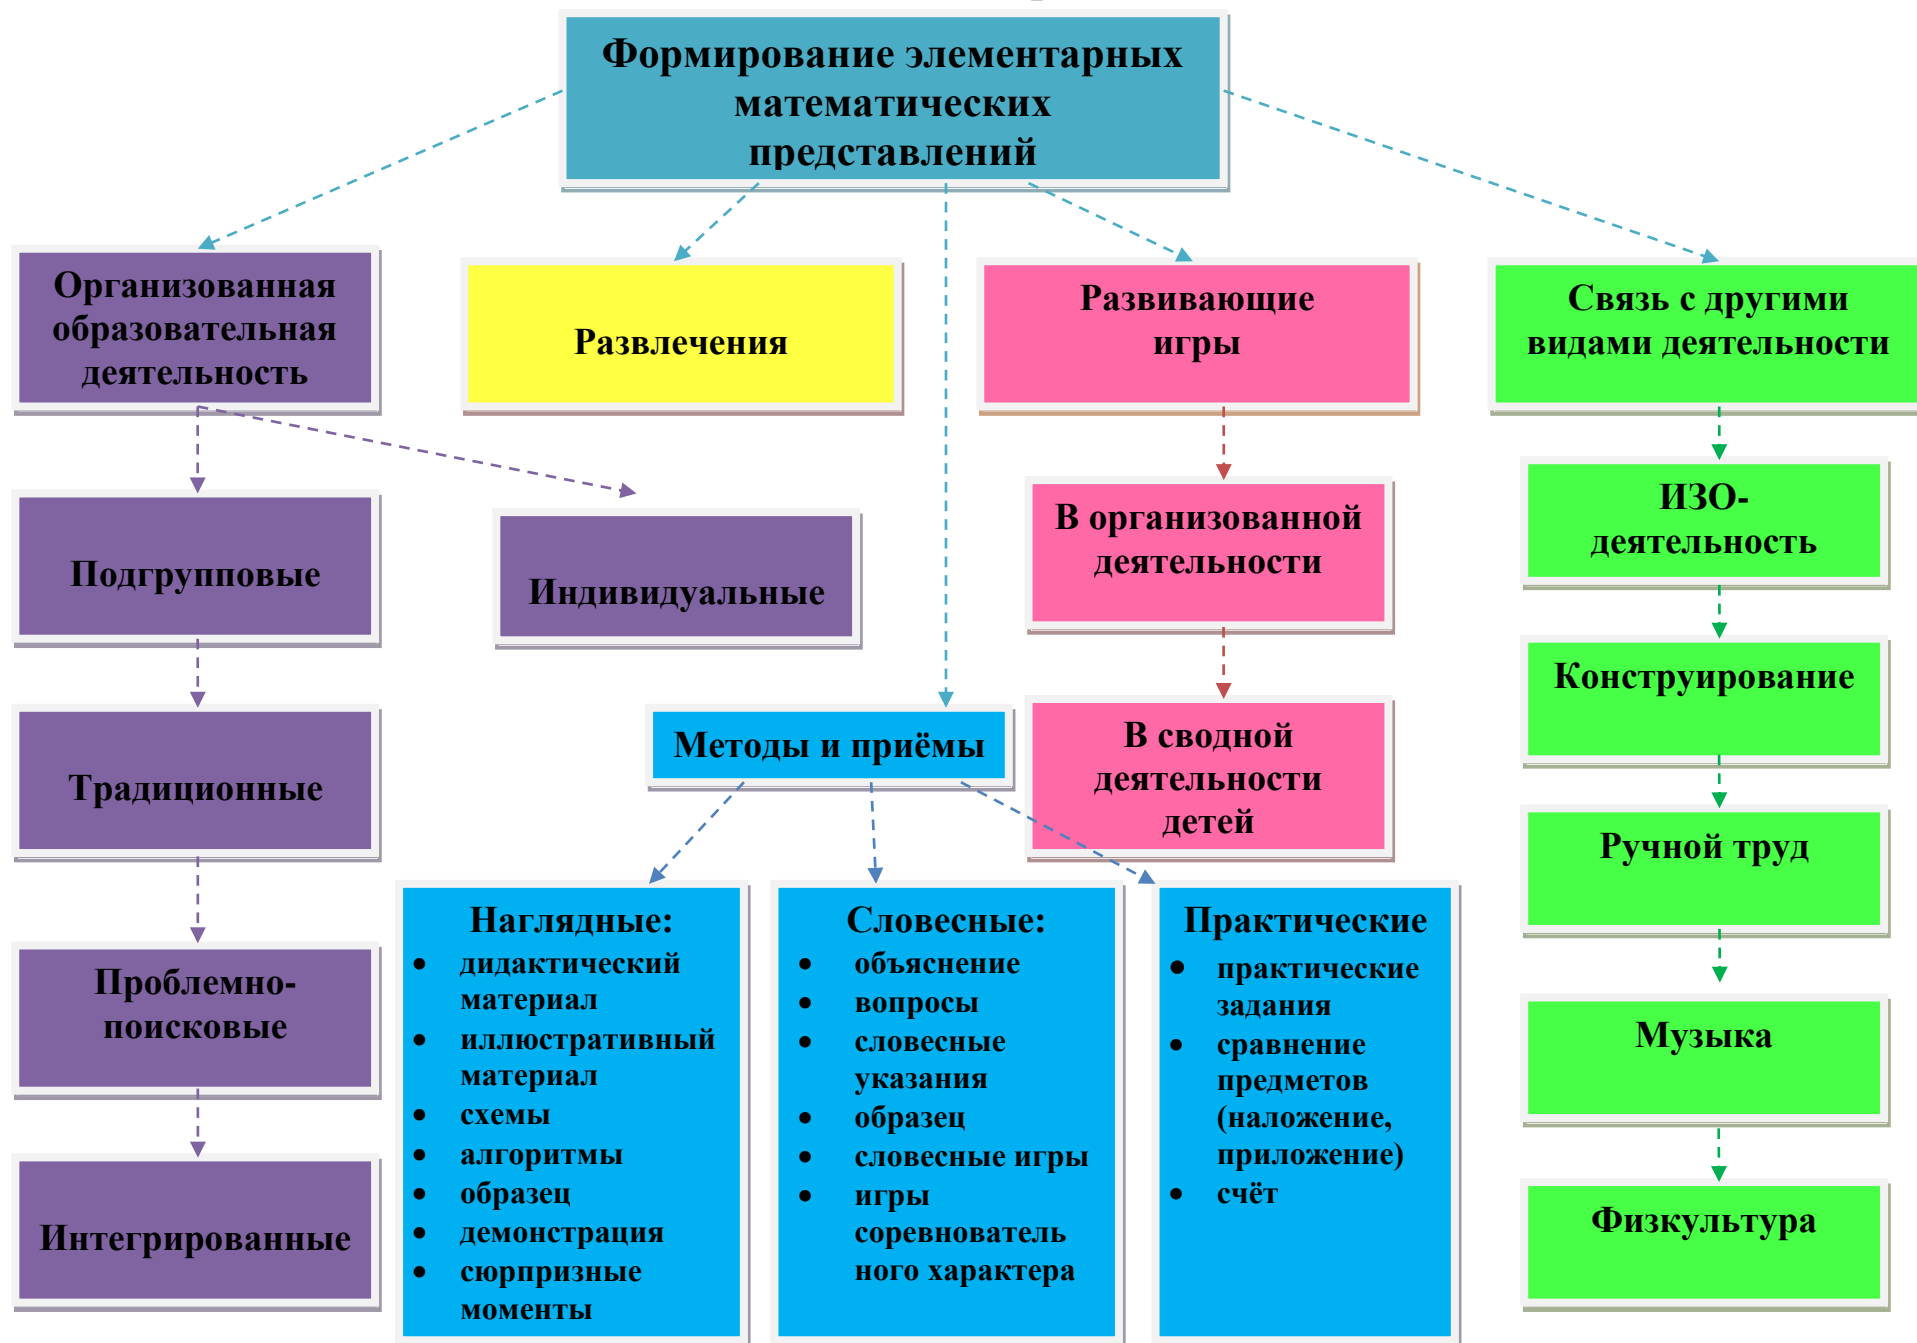 Формирование элементарных
математических
представлений
Организованная
образовательная
деятельность
Развлечения
Развивающие
игры
Связь с другими
видами деятельности
Подгрупповые
Индивидуальные
В организованной
деятельности
ИЗО-
деятельность
Традиционные
Методы и приёмы
В сводной
деятельности
детей
Конструирование
Ручной труд
Проблемно-
поисковые
Интегрированные
Наглядные:
• дидактический
материал
• иллюстративный
материал
• схемы
• алгоритмы
• образец
• демонстрация
• сюрпризные
моменты
Словесные:
• объяснение
• вопросы
• словесные
указания
• образец
• словесные игры
• игры
соревнователь
ного характера
Практические
• практические
задания
• сравнение
предметов
(наложение,
приложение)
• счёт
Музыка
Физкультура